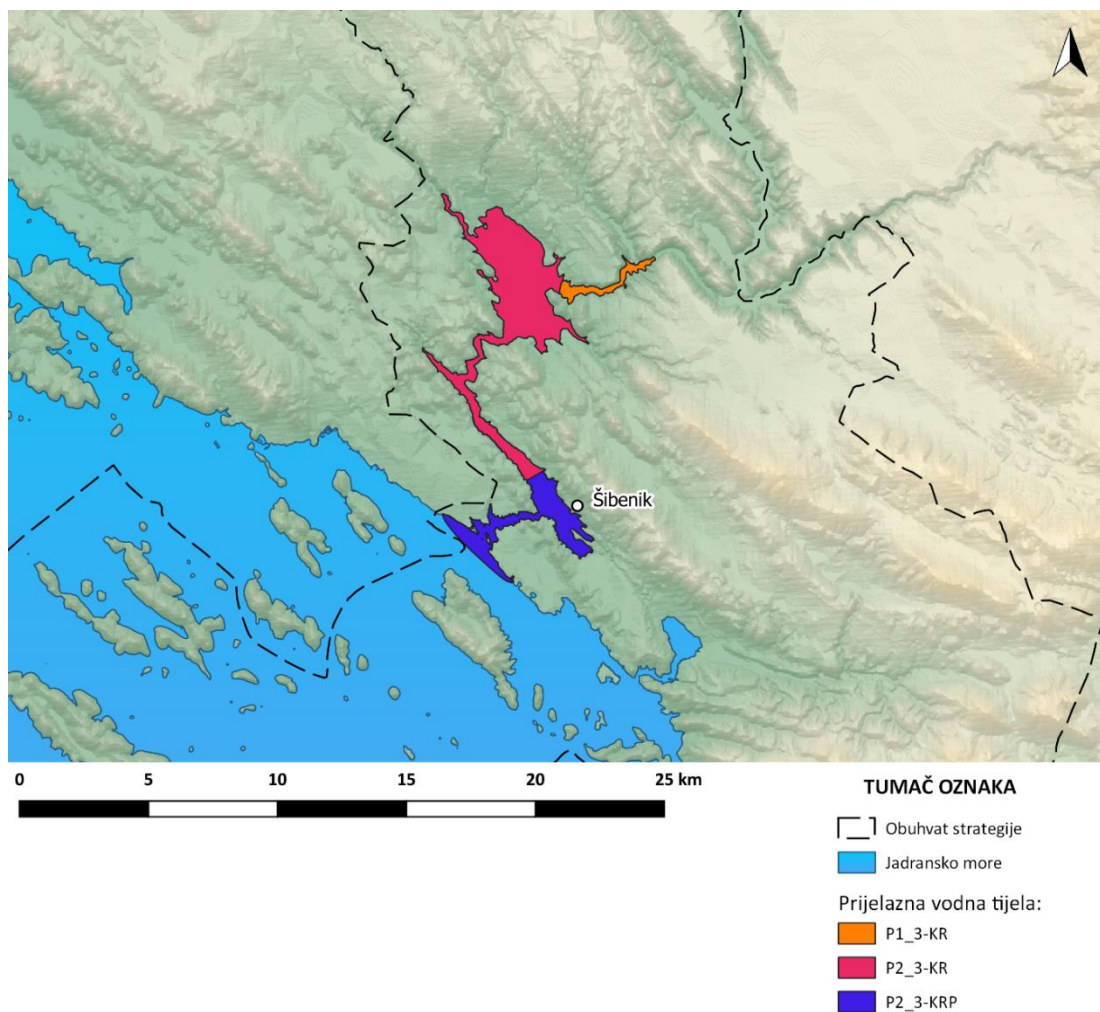 Šibenik
0 5 10 15 20 25 km
TUMAČ OZNAKA
Obuhvat strategije
Jadransko more
Prijelazna vodna tijela:
P1_3-KR
P2_3-KR
P2_3-KRP